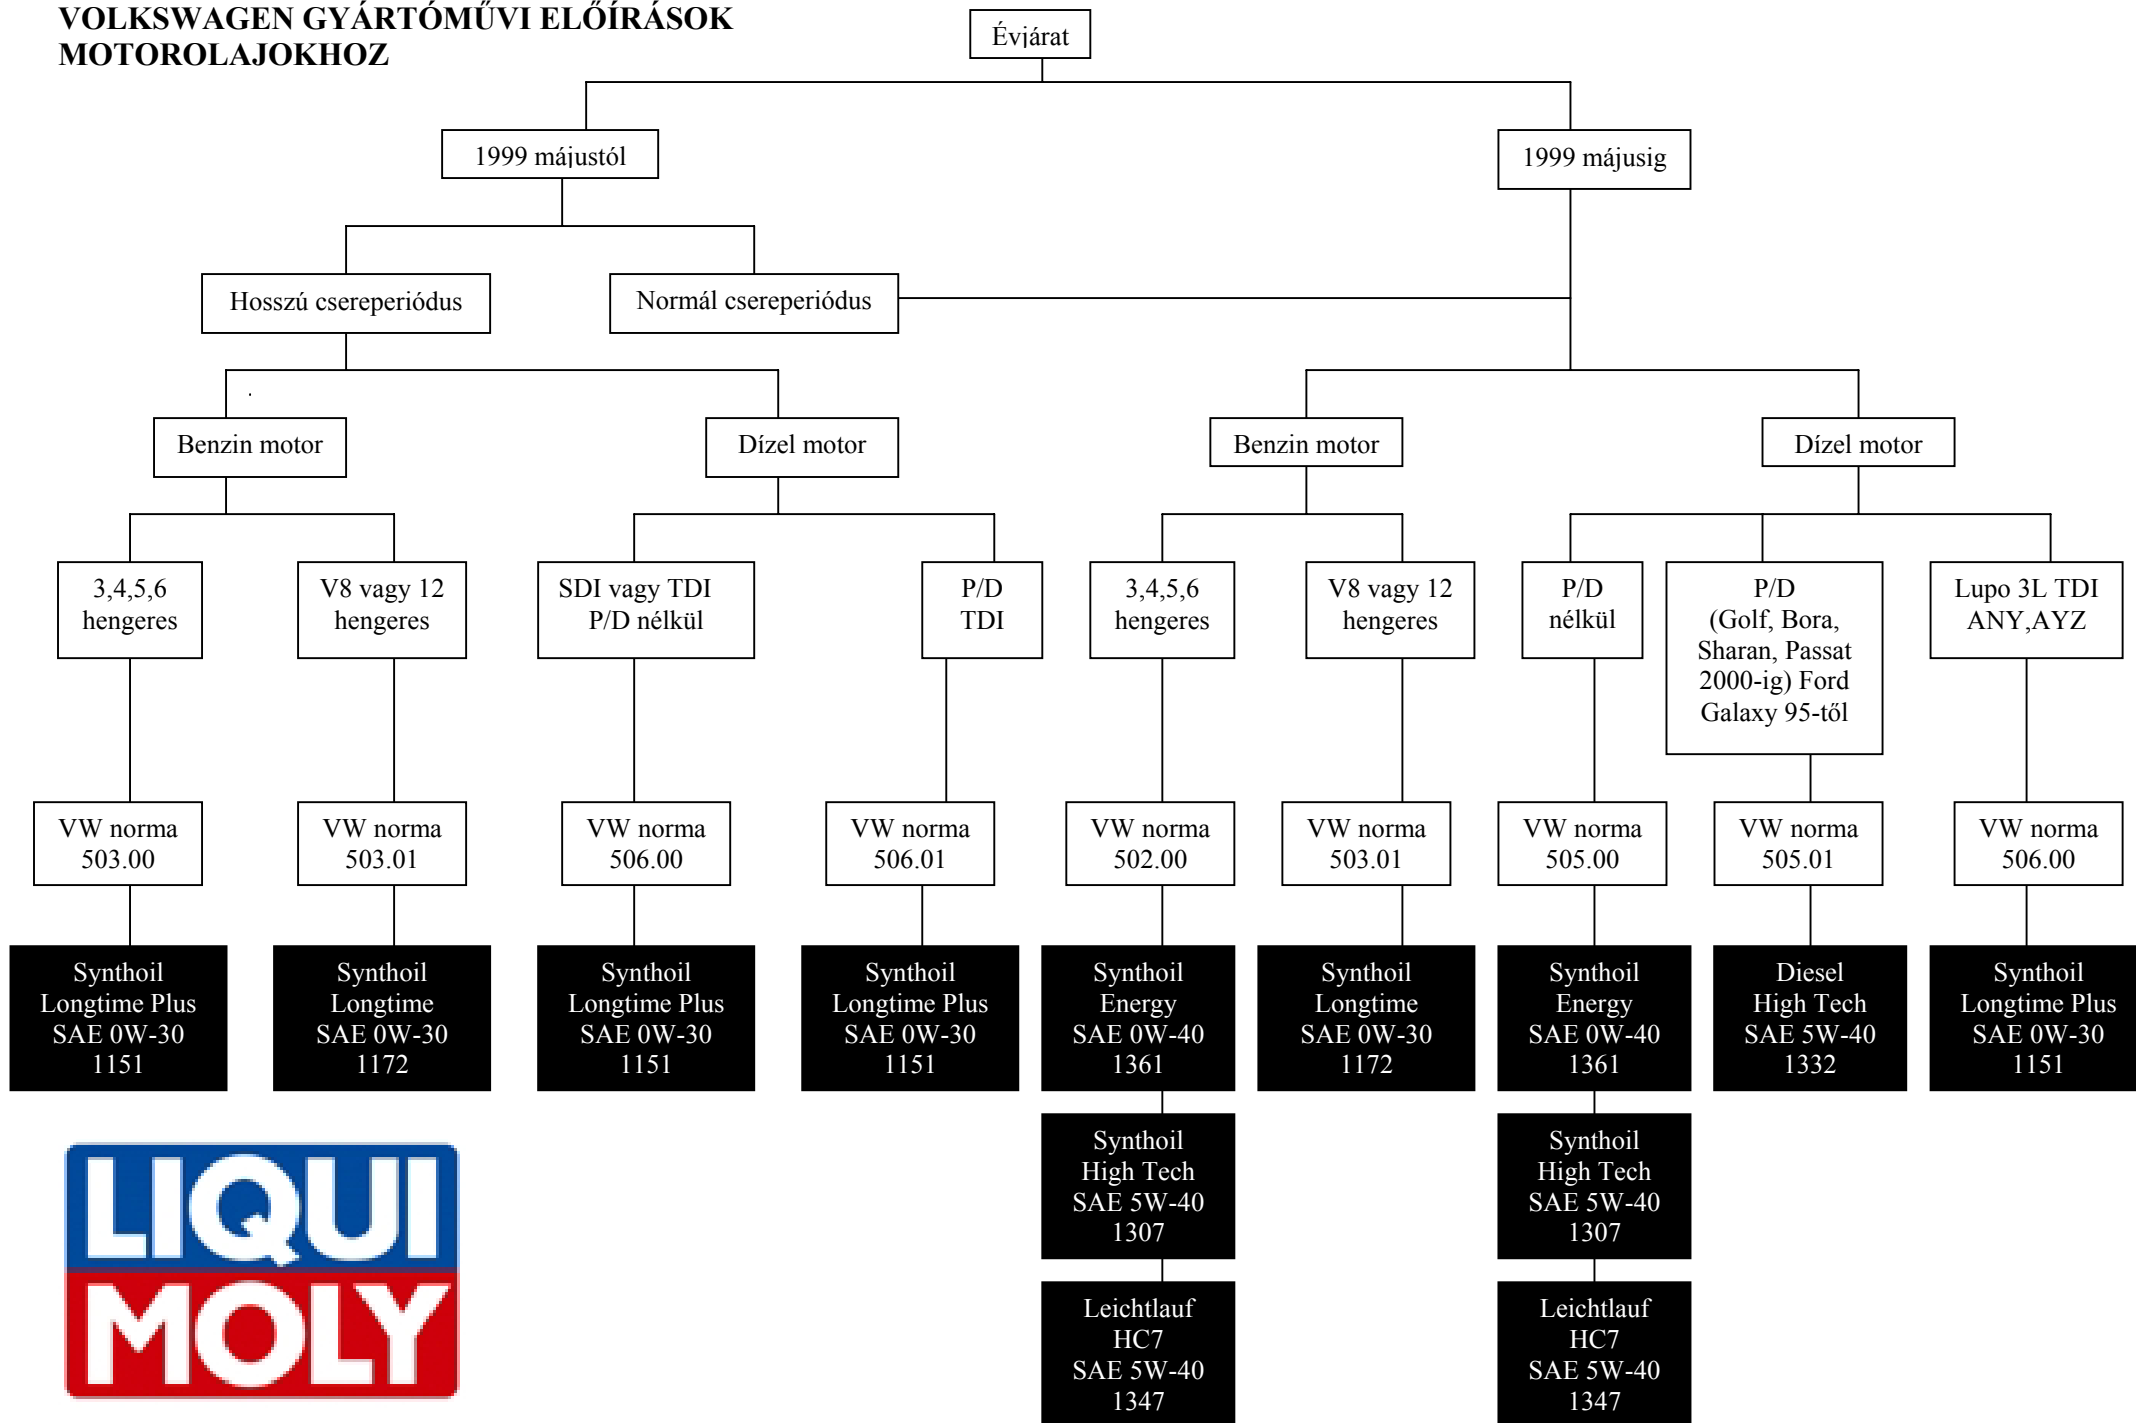 VOLKSWAGEN GYÁRTÓMŰVI ELŐÍRÁSOK
MOTOROLAJOKHOZ
Évjárat
1999 májustól
1999 májusig
Hosszú csereperiódus
Normál csereperiódus
Benzin motor
Dízel motor
Benzin motor
Dízel motor
3,4,5,6
hengeres
V8 vagy 12
hengeres
SDI vagy TDI
P/D nélkül
P/D
TDI
3,4,5,6
hengeres
V8 vagy 12
hengeres
P/D
nélkül
P/D
(Golf, Bora,
Sharan, Passat
2000-ig) Ford
Galaxy 95-től
Lupo 3L TDI
ANY,AYZ
VW norma
503.00
VW norma
503.01
VW norma
506.00
VW norma
506.01
VW norma
502.00
VW norma
503.01
VW norma
505.00
VW norma
505.01
VW norma
506.00
Synthoil
Longtime Plus
SAE 0W-30
1151
Synthoil
Longtime
SAE 0W-30
1172
Synthoil
Longtime Plus
SAE 0W-30
1151
Synthoil
Longtime Plus
SAE 0W-30
1151
Synthoil
Energy
SAE 0W-40
1361
Synthoil
Longtime
SAE 0W-30
1172
Synthoil
Energy
SAE 0W-40
1361
Diesel
High Tech
SAE 5W-40
1332
Synthoil
Longtime Plus
SAE 0W-30
1151
Synthoil
High Tech
SAE 5W-40
1307
Synthoil
High Tech
SAE 5W-40
1307
Leichtlauf
HC7
SAE 5W-40
1347
Leichtlauf
HC7
SAE 5W-40
1347
LIQUI
MOLY